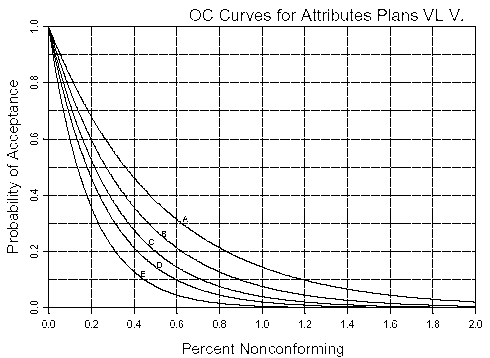 OC Curves for Attributes Plans VL V.
Probability of Acceptance
1.0
0.8
0.6
0.4
0.2
0.0
A
B
C
D
E
0.0 0.2 0.4 0.6 0.8 1.0 1.2 1.4 1.6 1.8 2.0
Percent Nonconforming